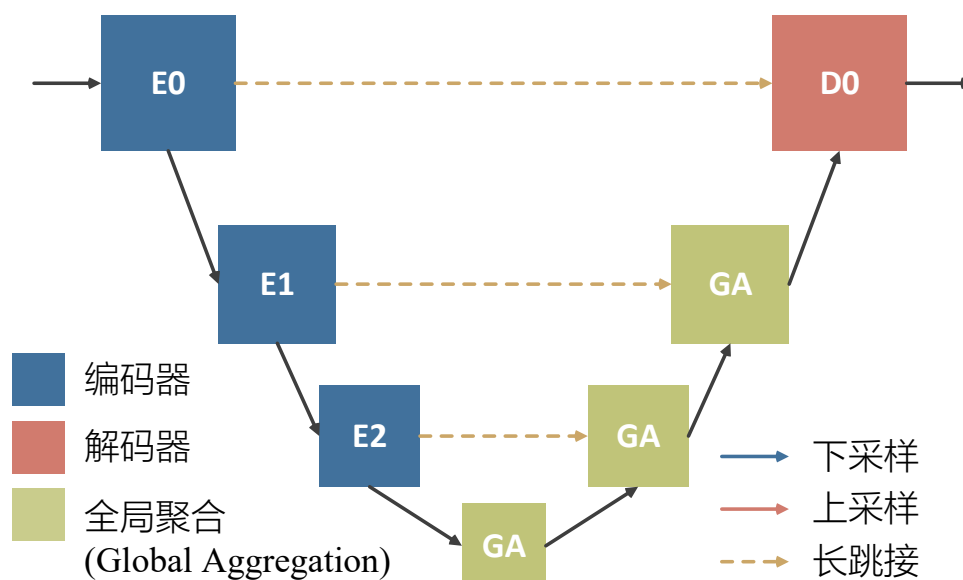 E0
D0
E1
GA
E2
GA
GA
编码器
解码器
全局聚合
(Global Aggregation)
下采样
上采样
长跳接